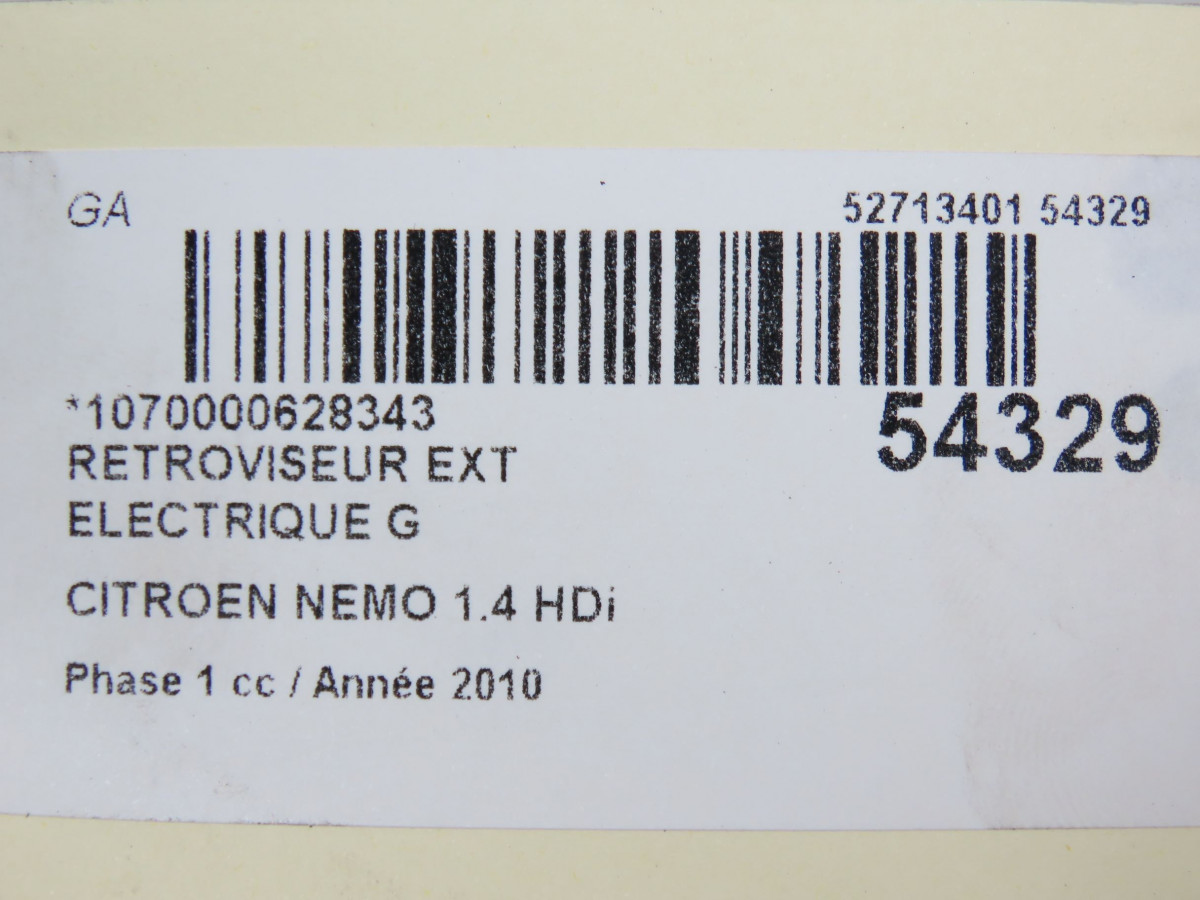 GA
52713401 54329
*1070000628343
54329
RETROVISEUR EXT
ELECTRIQUE G
CITROEN NEMO 1.4 HDi
Phase 1 cc / Année 2010